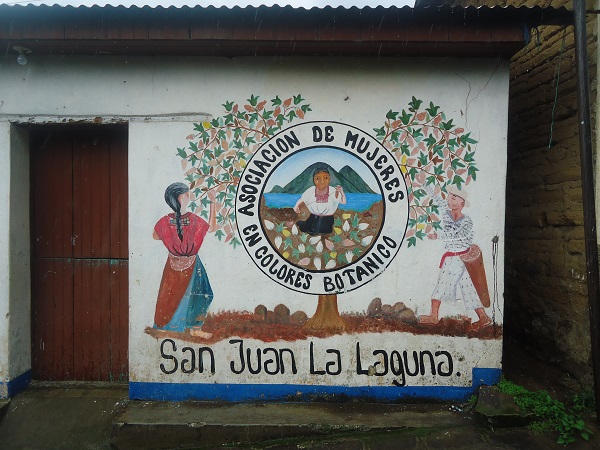 ASOCIACION DE MUJERES
EN COLORES BOTANICO
San Juan La Laguna.